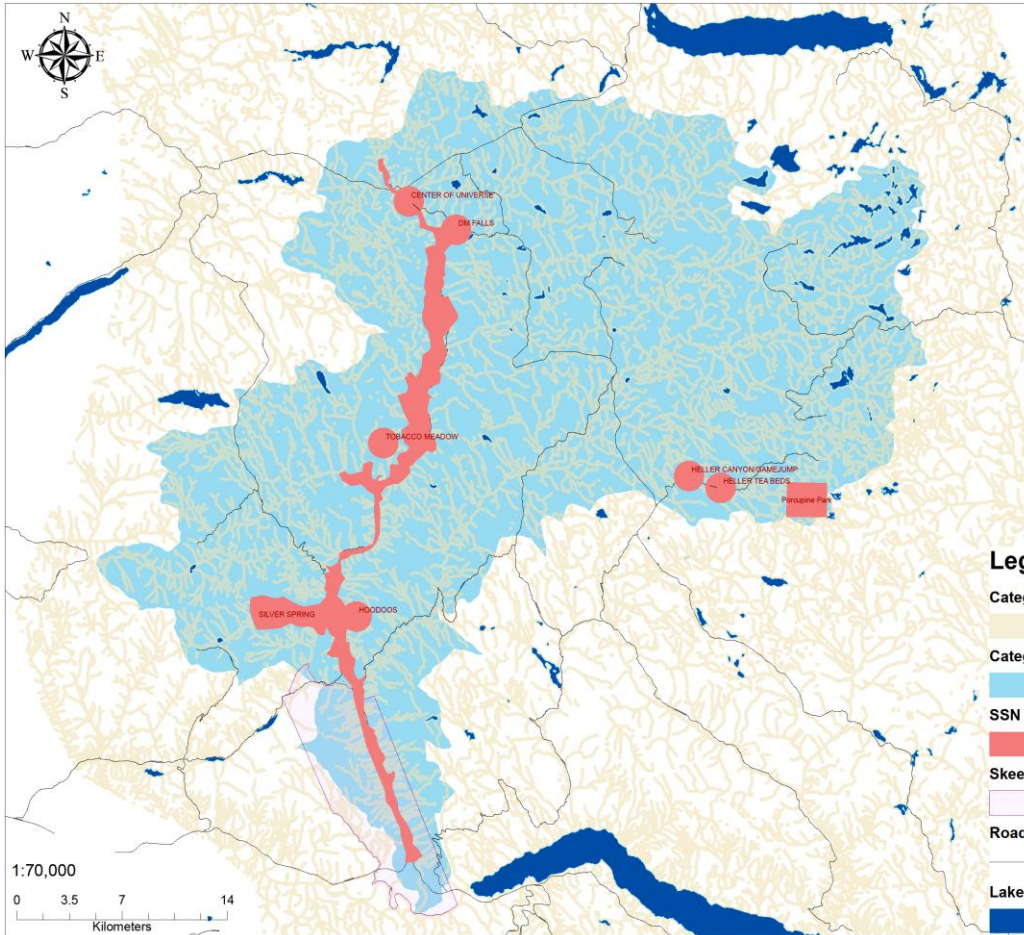 N
W E
S
CENTER OF UNIVERSE
DM FALLS
TOBACCO MEADOW
HELLER CANYON/GAMEJUMP
HELLER TEA BEDS
Porcupine Park
SILVER SPRING
HOODOOS
Leg
Categ
Categ
SSN
Skee
Road
Lake
1:70,000
0 3.5 7 14
Kilometers